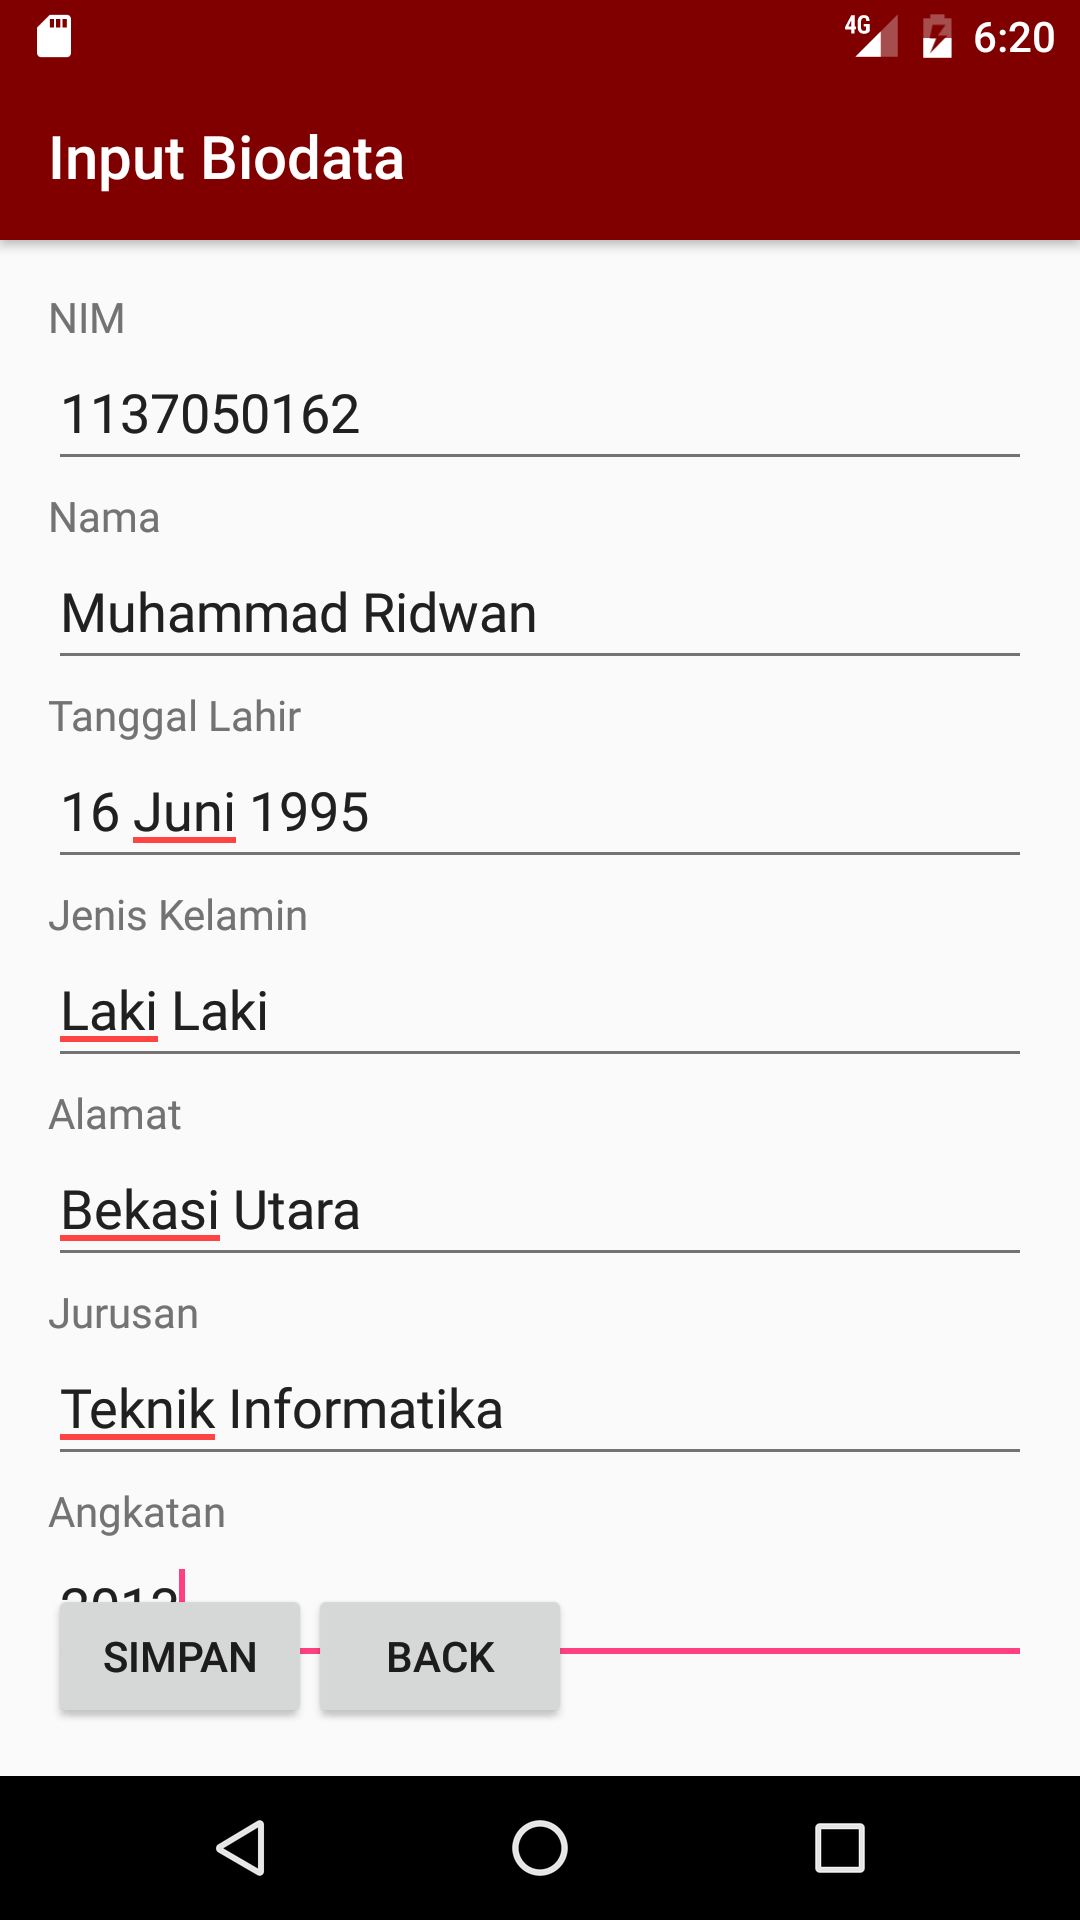 4G 6:20
Input Biodata
NIM
1137050162
Nama
Muhammad Ridwan
Tanggal Lahir
16 Juni 1995
Jenis Kelamin
Laki Laki
Alamat
Bekasi Utara
Jurusan
Teknik Informatika
Angkatan
SIMPAN BACK